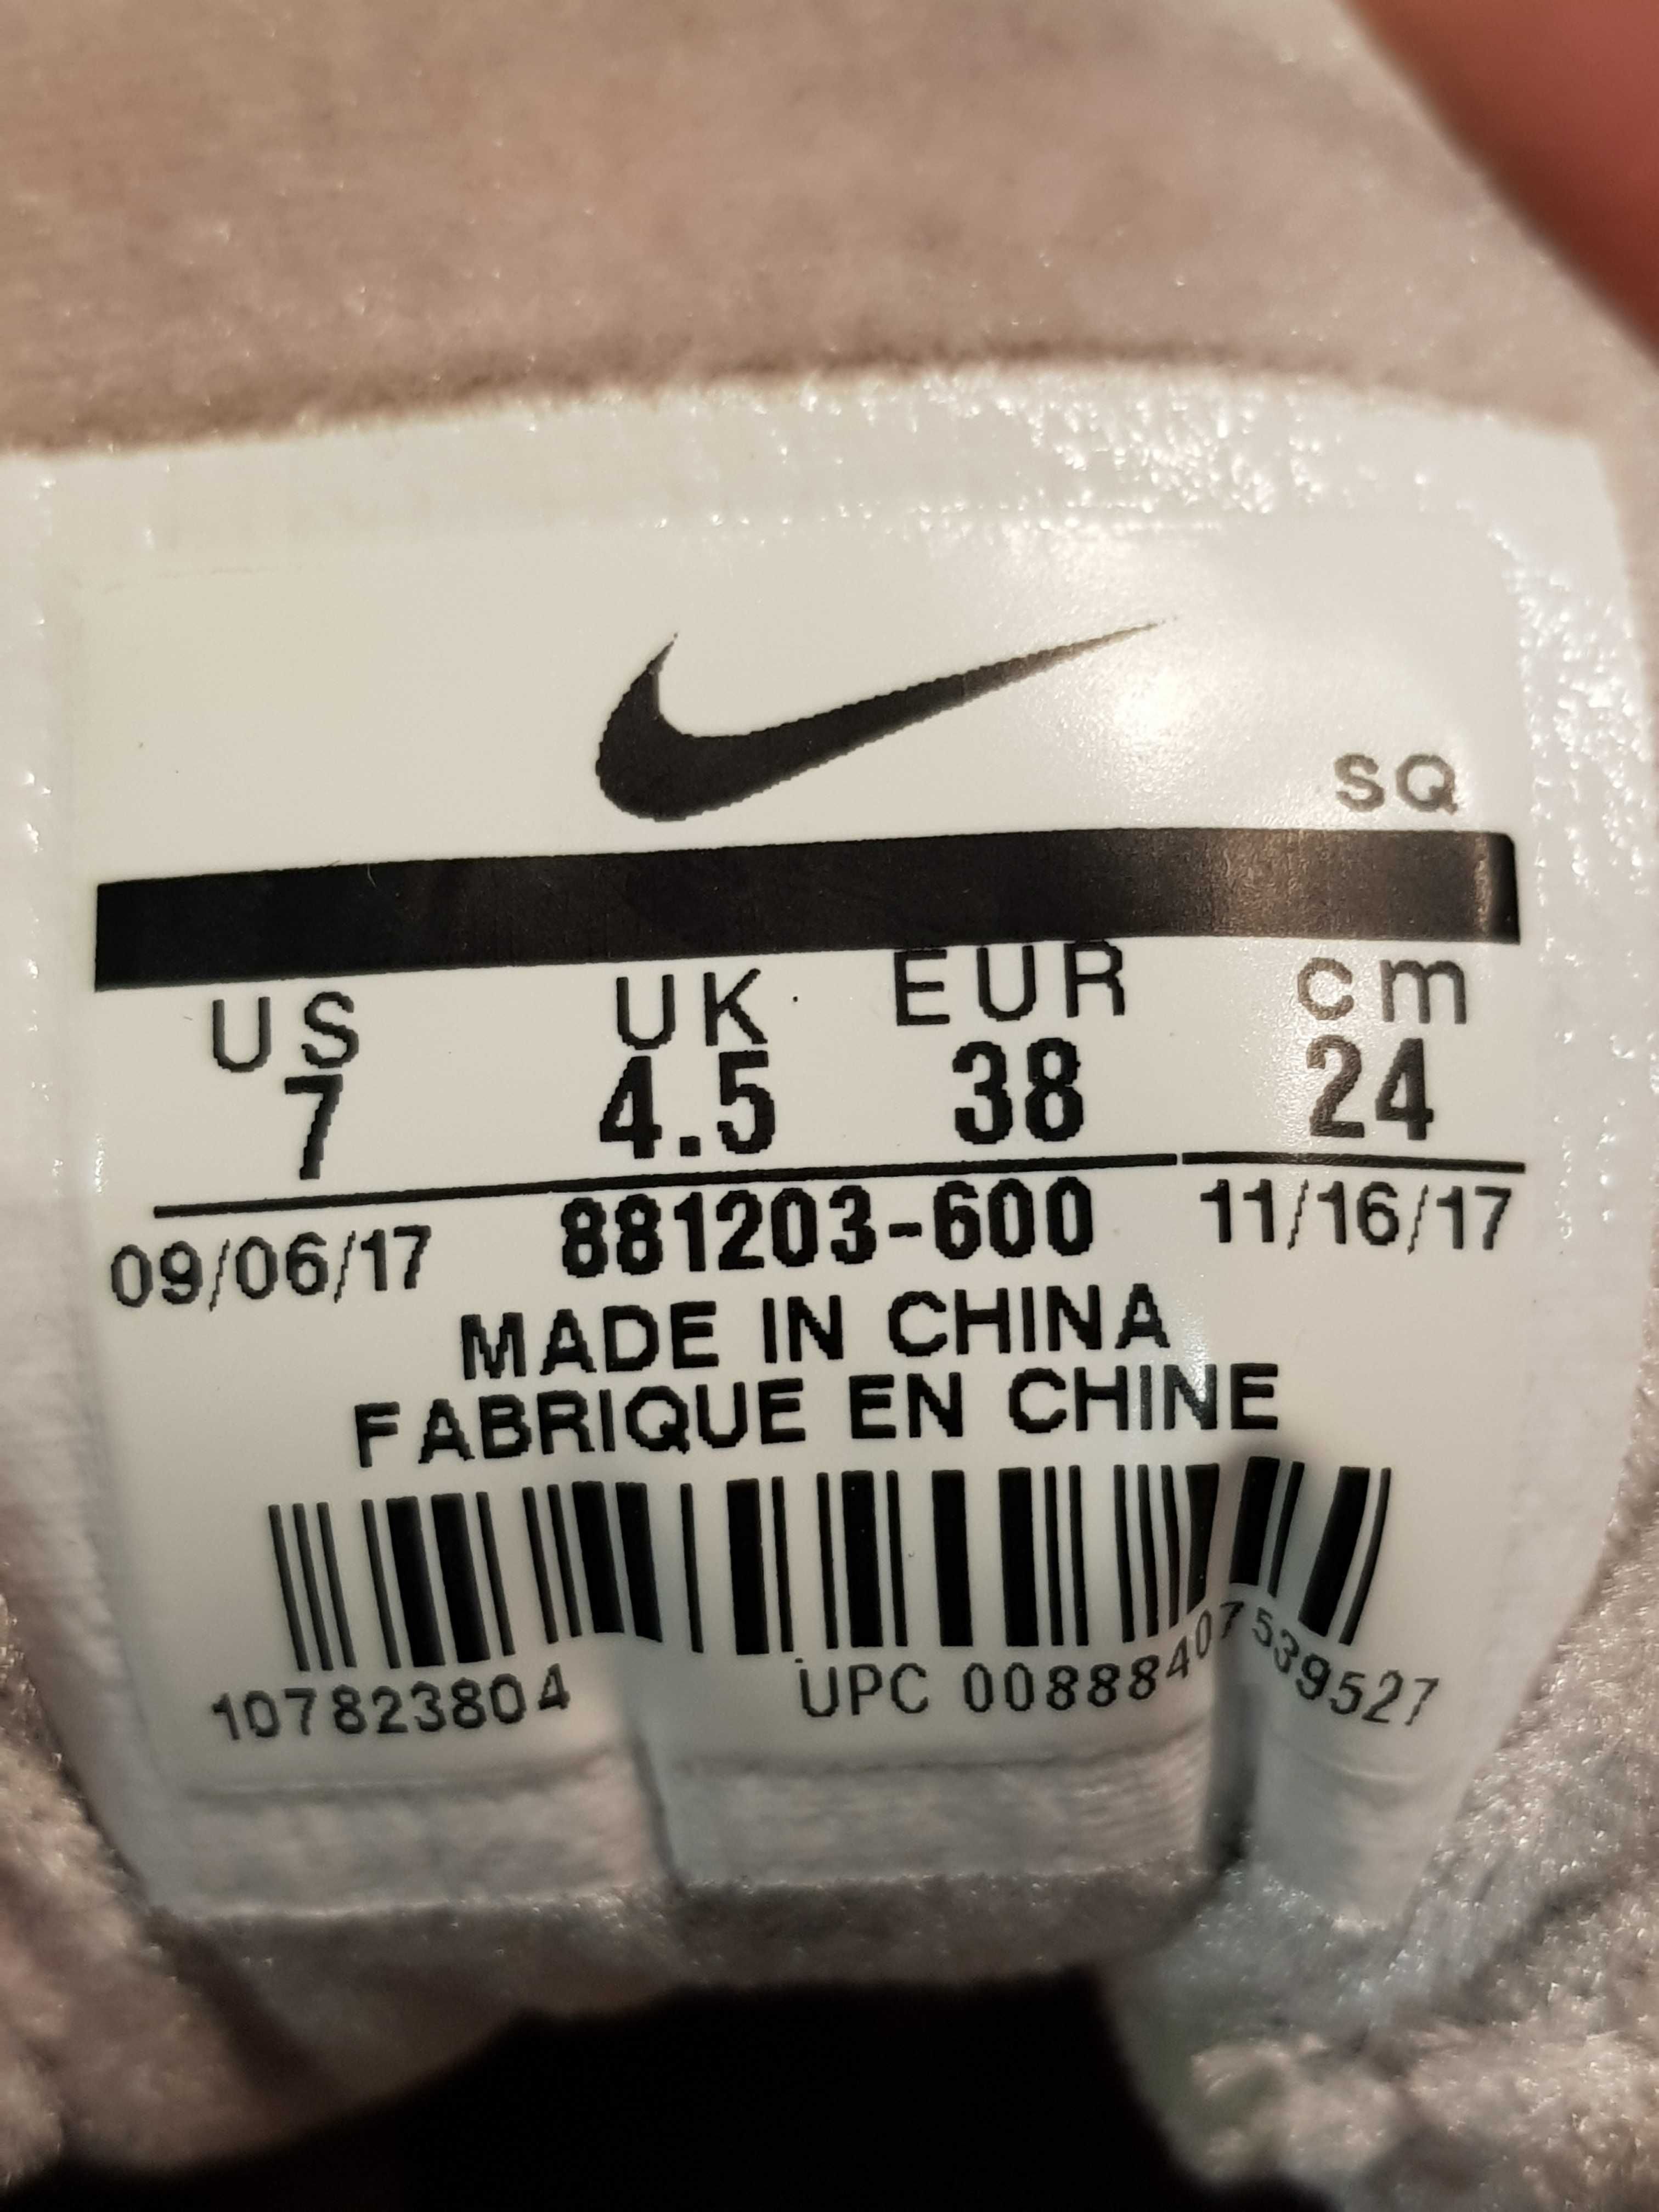 SQ
US UK EUR cm
7 4.5 38 24
09/06/17 881203-600 11/16/17
MADE IN CHINA
FABRIQUE EN CHINE
107823804 UPC 00888407539527